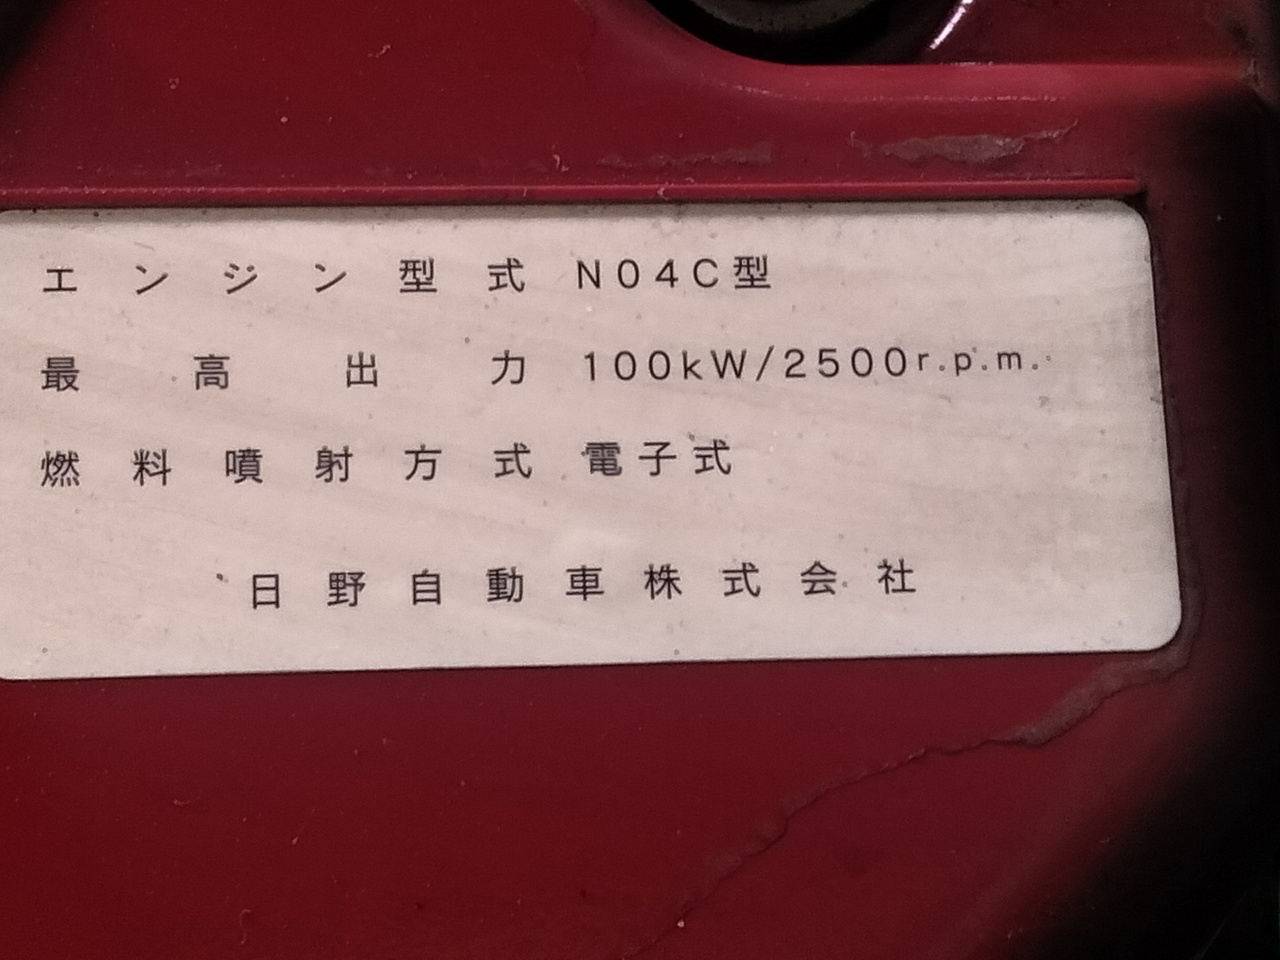 エンジン型式 N04C型
最高出力 100kW/2500r.p.m.
燃料噴射方式 電子式
日野自動車株式会社